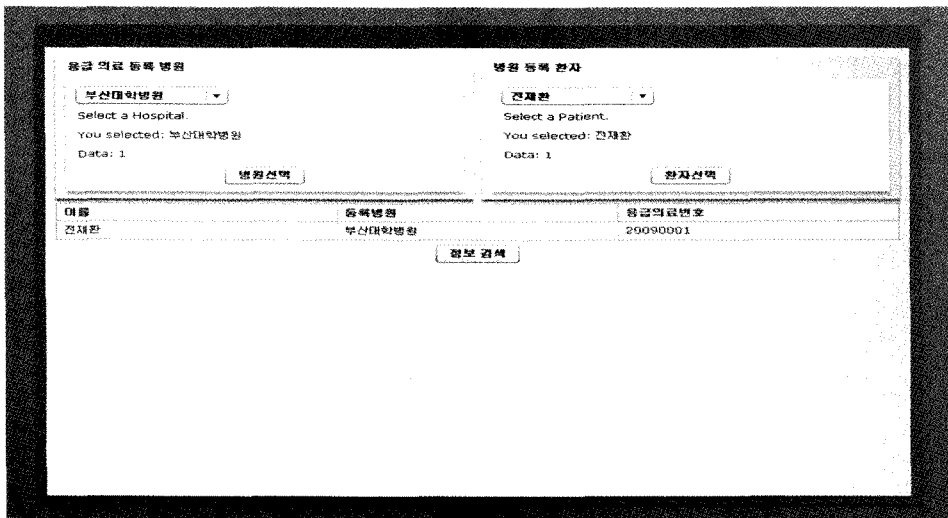 응급 의료 등록 병원
부산대학병원
Select a Hospital.
You selected: 부산대학병원
Data: 1
병원선택
병원 등록 환자
전재환
Select a Patient.
You selected: 전재환
Data: 1
환자선택
이름 등록병원 응급의료번호
전재환 부산대학병원 20090001
정보 검색